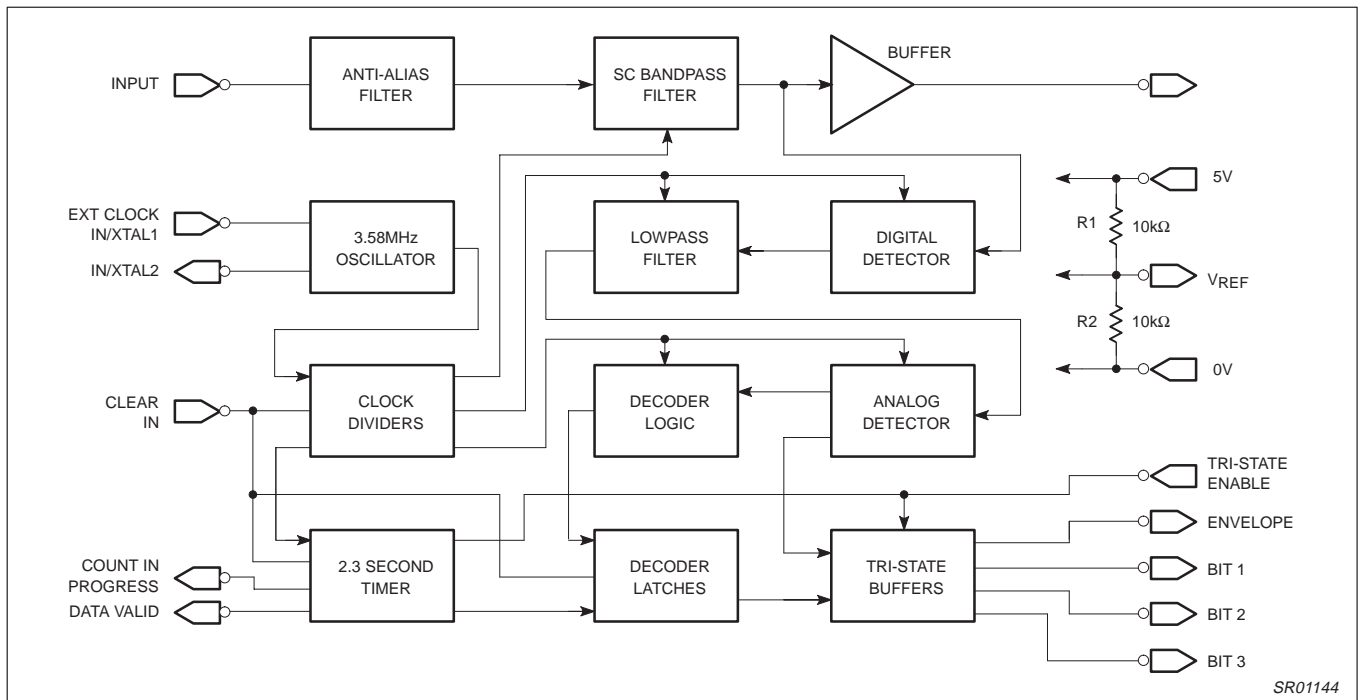 INPUT
ANTI-ALIAS
FILTER
SC BANDPASS
FILTER
BUFFER
EXT CLOCK
IN/XTAL1
IN/XTAL2
3.58MHz
OSCILLATOR
LOWPASS
FILTER
DIGITAL
DETECTOR
5V
R1
10kΩ
VREF
R2
10kΩ
0V
CLEAR
IN
CLOCK
DIVIDERS
DECODER
LOGIC
ANALOG
DETECTOR
TRI-STATE
ENABLE
COUNT IN
PROGRESS
DATA VALID
2.3 SECOND
TIMER
DECODER
LATCHES
TRI-STATE
BUFFERS
ENVELOPE
BIT 1
BIT 2
BIT 3
SR01144